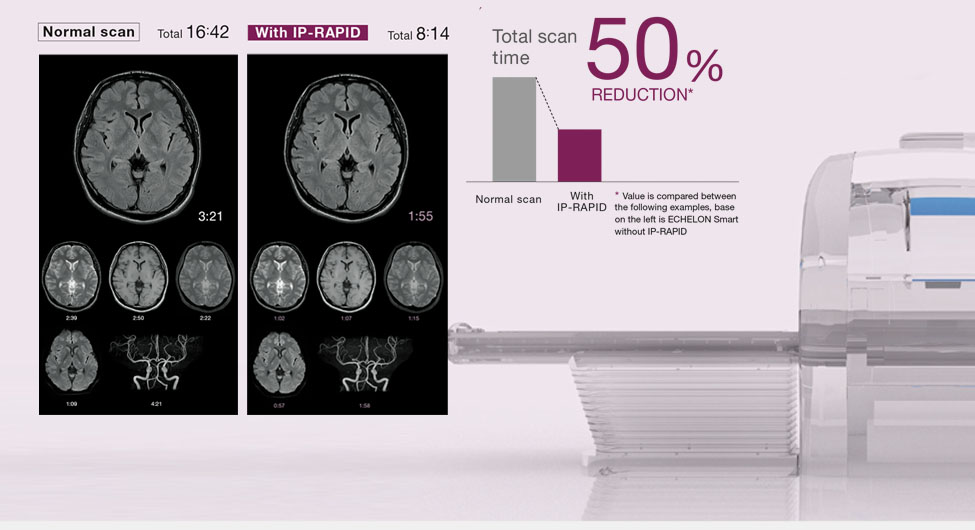 Normal scan Total 16:42
With IP-RAPID Total 8:14
3:21
2:39 2:50 2:22
1:09 4:21
1:55
1:02 1:07 1:15
0:57 1:58
Total scan
time
50%
REDUCTION*
Normal scan
With
IP-RAPID
* Value is compared between
the following examples, base
on the left is ECHELON Smart
without IP-RAPID